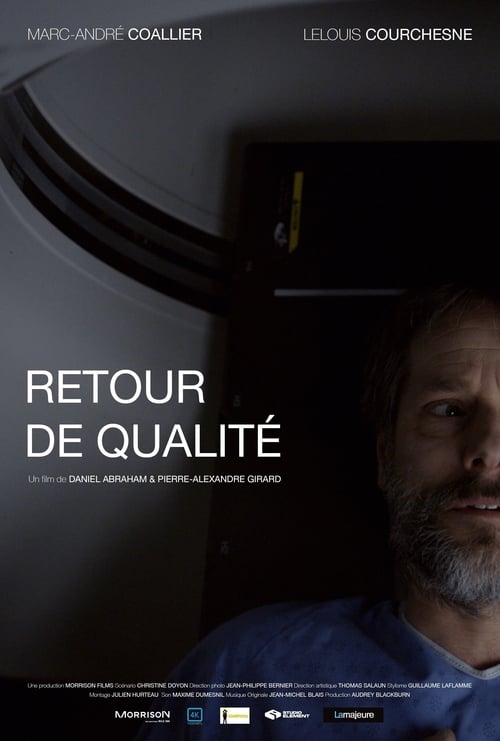 MARC-ANDRÉ COALLIER LELOUIS COURCHESNE
RETOUR
DE QUALITÉ
Un film de DANIEL ABRAHAM & PIERRE-ALEXANDRE GIRARD
Une production MORRISON FILMS Scénario CHRISTINE DOYON Direction photo JEAN-PHILIPPE BERNIER Direction artistique THOMAS SALAUN Stylisme GUILLAUME LAFLAMME
Montage JULIEN HURTEAU Son MAXIME DUMESNIL Musique Originale JEAN-MICHEL BLAIS Production AUDREY BLACKBURN
MORRISON 4K STUDIO ELEMENT Lamajeure